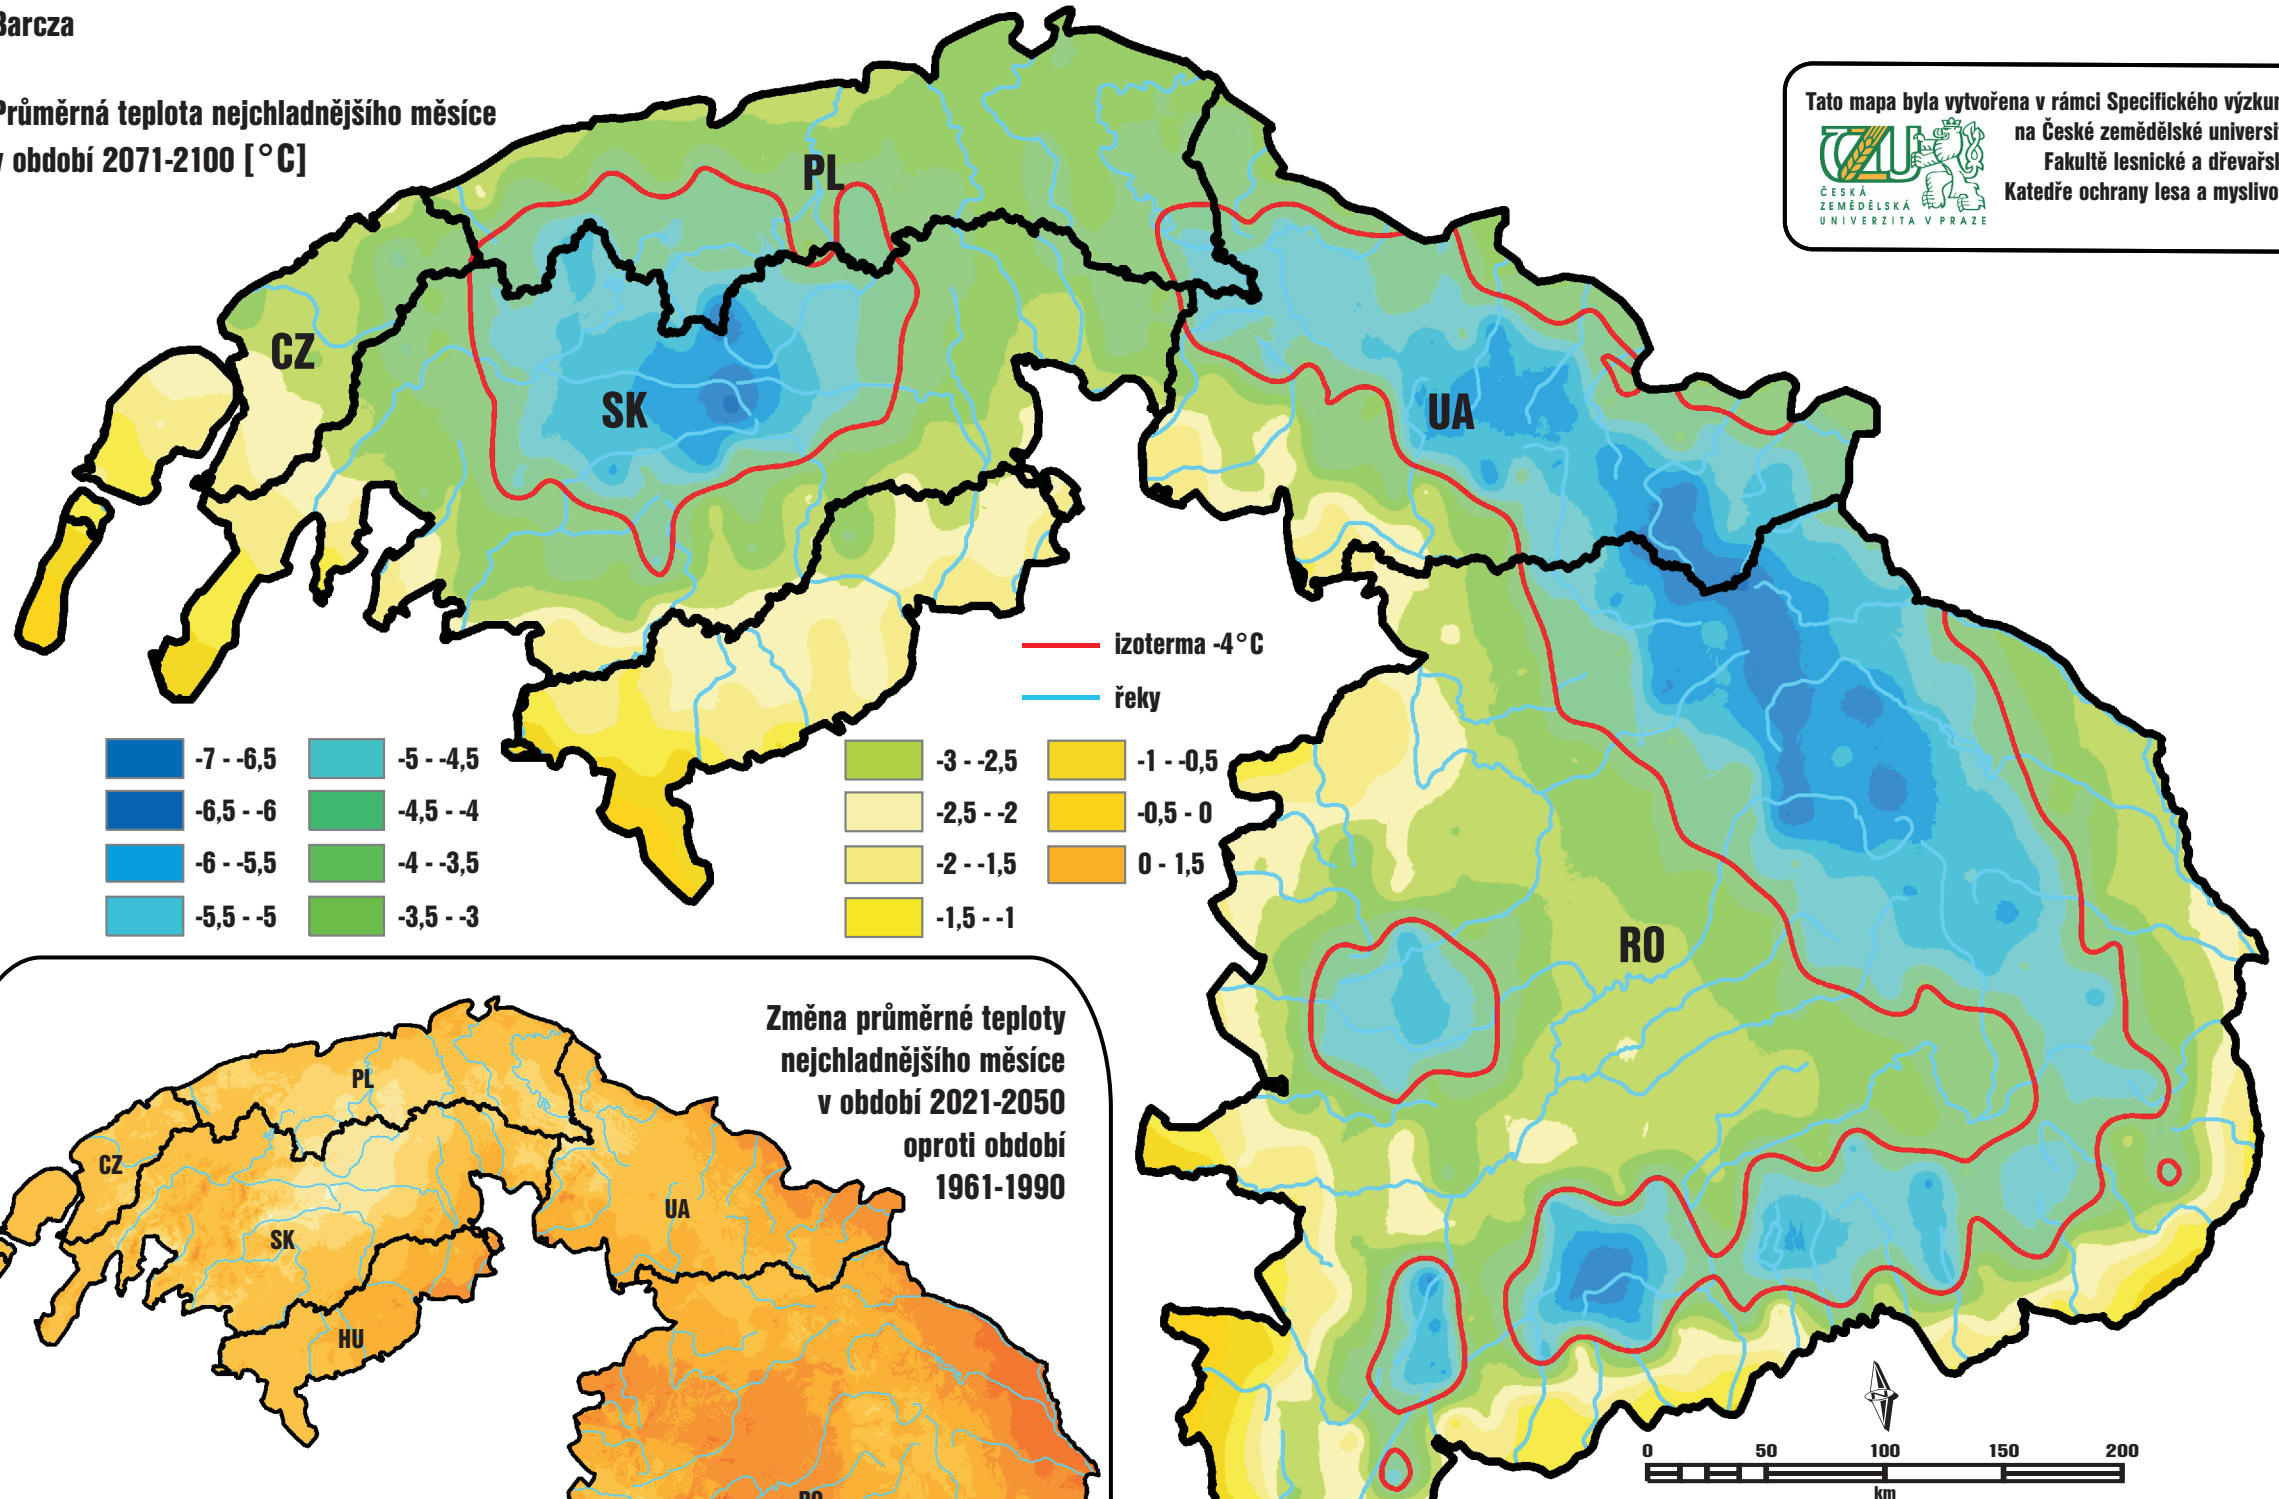 Barcza
Průměrná teplota nejchladnějšího měsíce
v období 2071-2100 [°C]
Tato mapa byla vytvořena v rámci Specifického výzkum
na České zemědělské universi
Fakultě lesnické a dřevařsk
Katedře ochrany lesa a myslivo
ČZU
ČESKÁ
ZEMĚDĚLSKÁ
UNIVERZITA V PRAZE
PL
CZ
SK
UA
RO
izoterma -4°C
řeky
-7 - -6,5
-6,5 - -6
-6 - -5,5
-5,5 - -5
-5 - -4,5
-4,5 - -4
-4 - -3,5
-3,5 - -3
-3 - -2,5
-2,5 - -2
-2 - -1,5
-1,5 - -1
-1 - -0,5
-0,5 - 0
0 - 1,5
Změna průměrné teploty
nejchladnějšího měsíce
v období 2021-2050
oproti období
1961-1990
PL
CZ
SK
UA
HU
RO
N
0 50 100 150 200
km